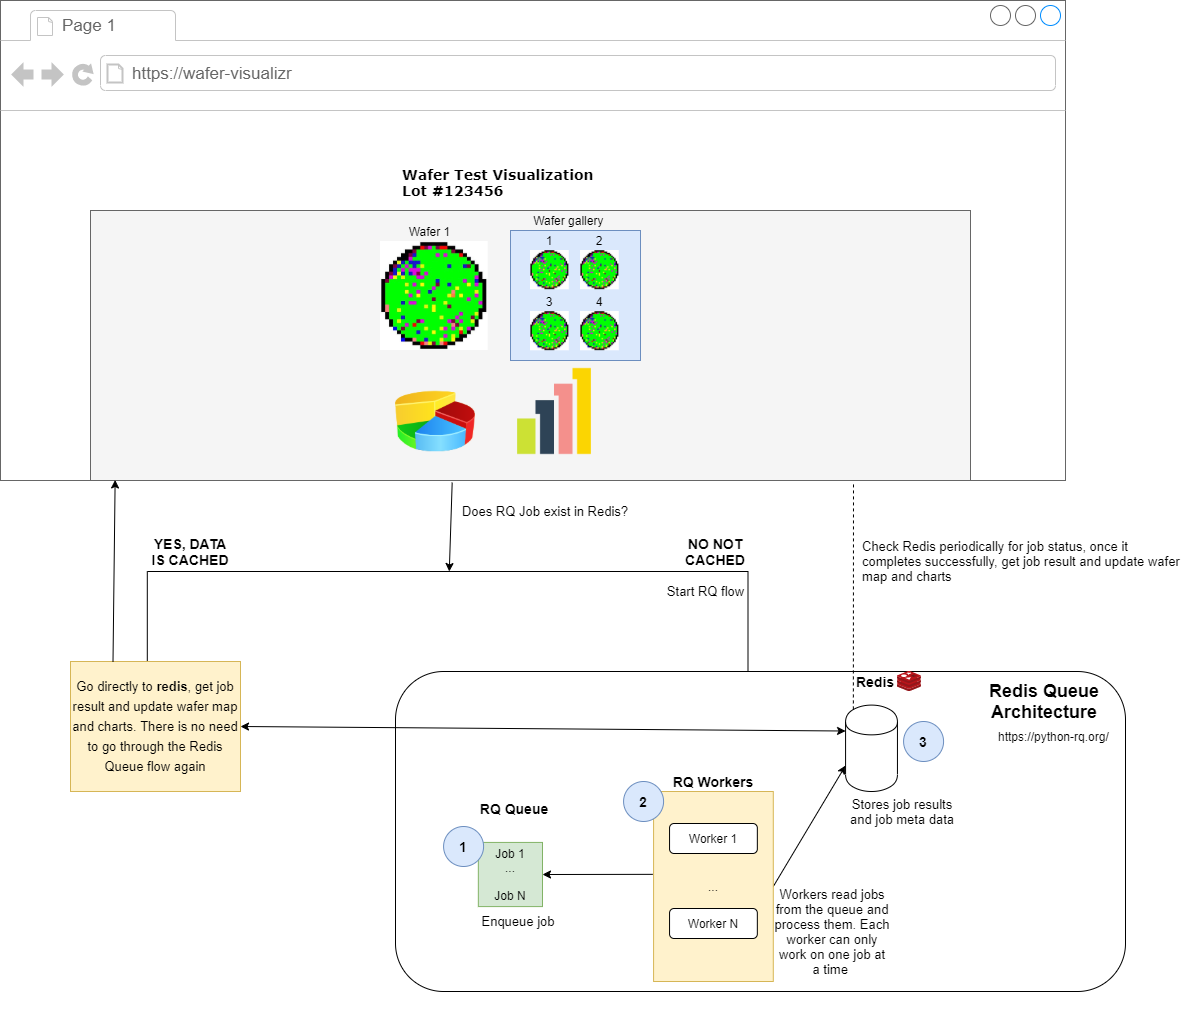 Page 1
https://wafer-visualizr
Wafer Test Visualization
Lot #123456
Wafer gallery
Wafer 1
1
2
3
4
Does RQ Job exist in Redis?
YES, DATA
IS CACHED
NO NOT
CACHED
Start RQ flow
Check Redis periodically for job status, once it
completes successfully, get job result and update wafer
map and charts
Go directly to redis, get job
result and update wafer map
and charts. There is no need
to go through the Redis
Queue flow again
Redis
Redis Queue
Architecture
https://python-rq.org/
3
Stores job results
and job meta data
RQ Workers
2
Worker 1
...
Worker N
RQ Queue
1
Job 1
...
Job N
Enqueue job
Workers read jobs
from the queue and
process them. Each
worker can only
work on one job at
a time